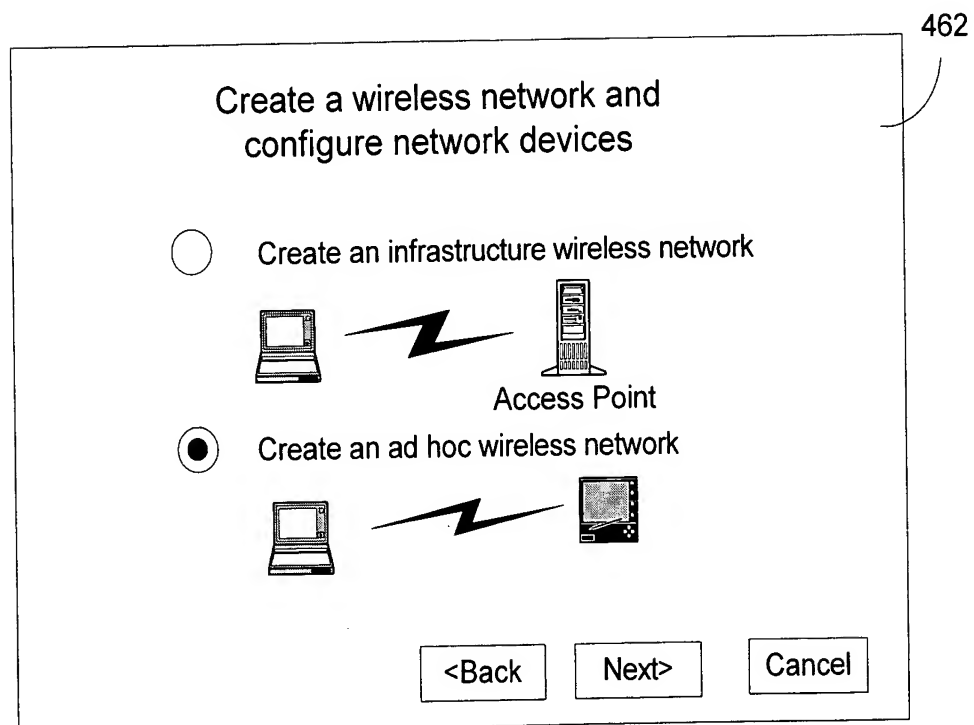 462
Create a wireless network and
configure network devices
Create an infrastructure wireless network
Access Point
Create an ad hoc wireless network
<Back
Next>
Cancel